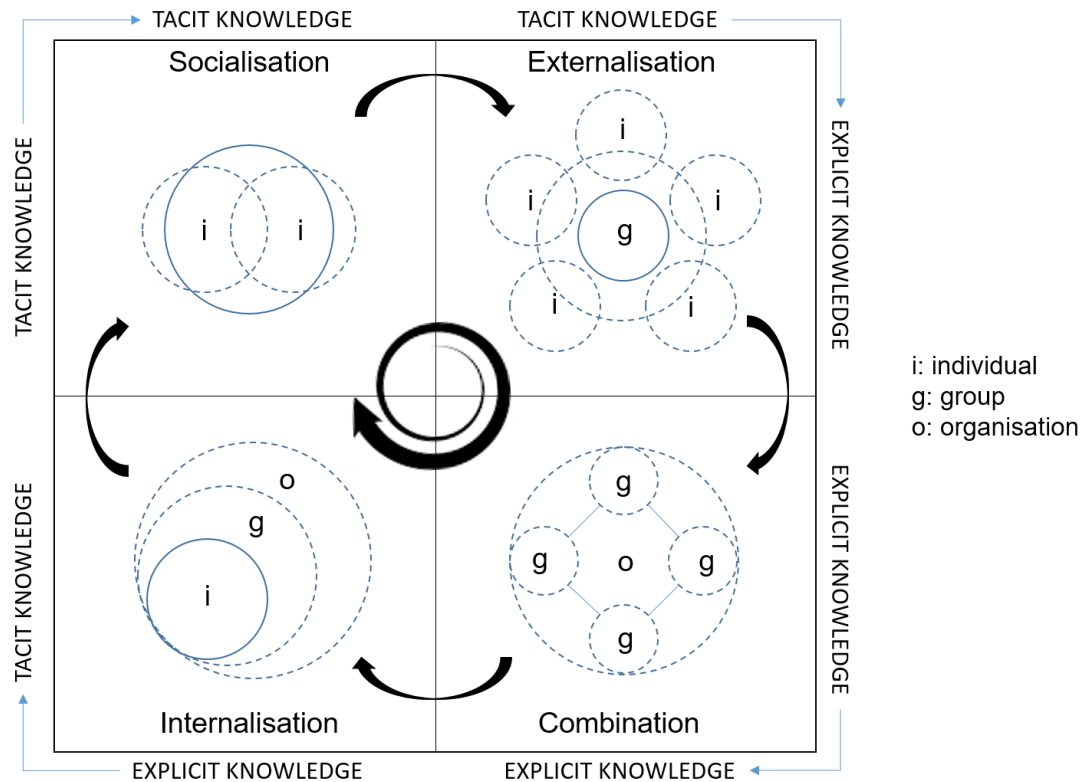 TACIT KNOWLEDGE
TACIT KNOWLEDGE
Socialisation
Externalisation
TACIT KNOWLEDGE
EXPLICIT KNOWLEDGE
i
i
i
i
i
i
i
g
i: individual
g: group
o: organisation
TACIT KNOWLEDGE
EXPLICIT KNOWLEDGE
o
g
i
g
g
o
g
g
Internalisation
Combination
EXPLICIT KNOWLEDGE
EXPLICIT KNOWLEDGE